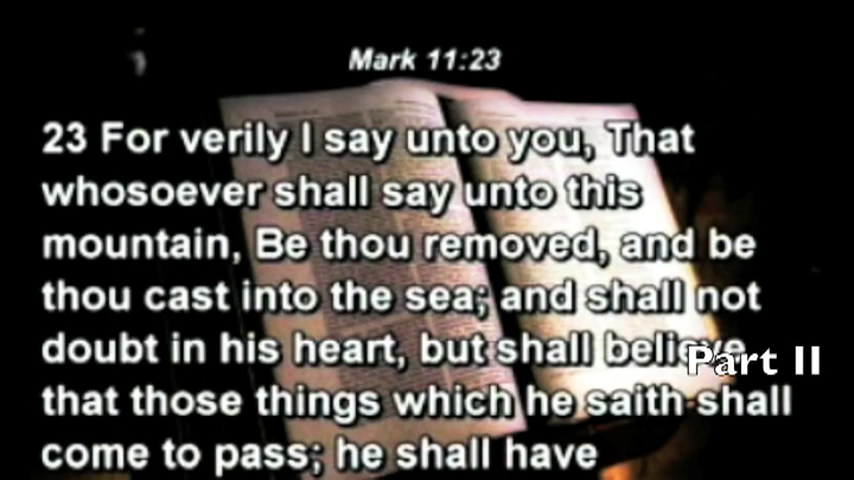 Mark 11:23
23 For verily I say unto you, That
whosoever shall say unto this
mountain, Be thou removed, and be
thou cast into the sea; and shall not
doubt in his heart, but shall believe
Part II
that those things which he saith shall
come to pass; he shall have